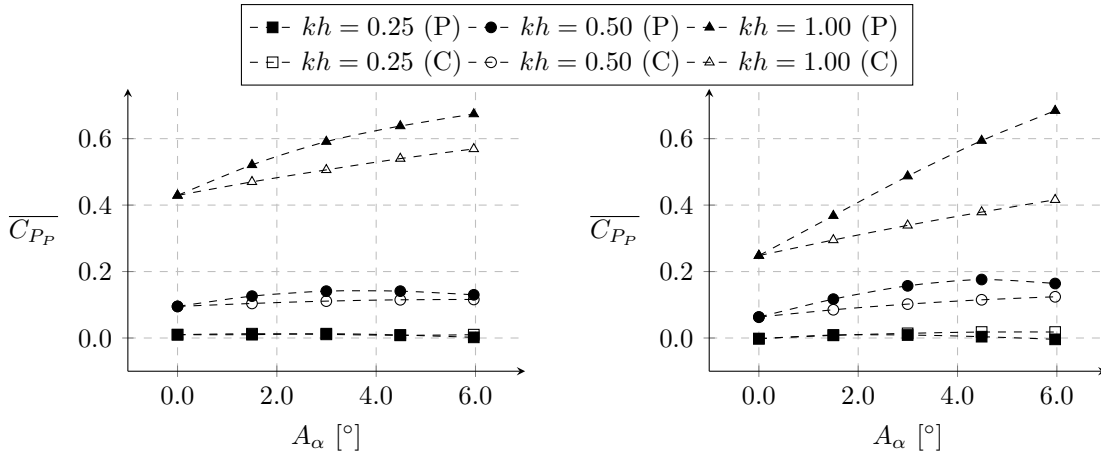 kh = 0.25 (P) kh = 0.50 (P) kh = 1.00 (P)
kh = 0.25 (C) kh = 0.50 (C) kh = 1.00 (C)
0.6
0.4
0.2
0.0
$\overline{C_{P_P}}$
0.0 2.0 4.0 6.0
A_α [°]
0.6
0.4
0.2
0.0
$\overline{C_{P_P}}$
0.0 2.0 4.0 6.0
A_α [°]